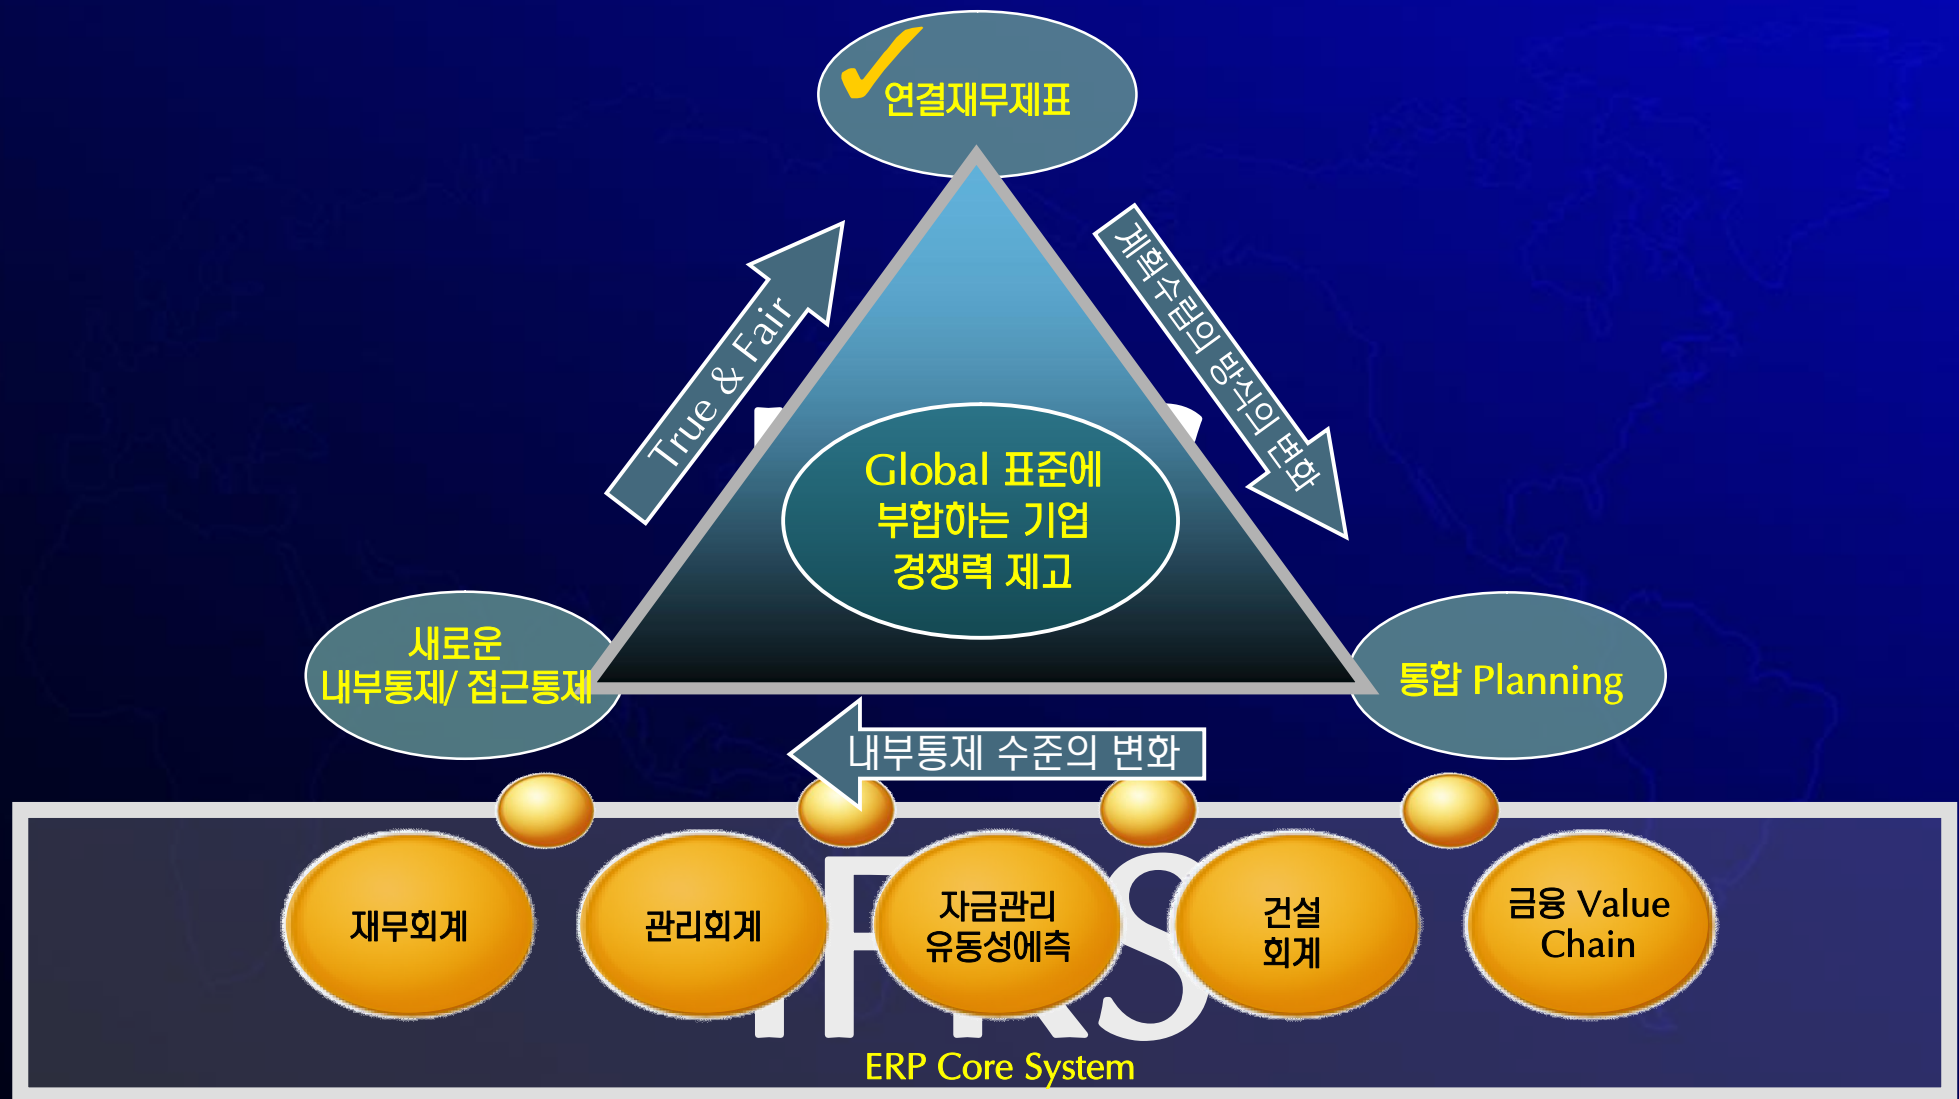 연결재무제표
True & Fair
계획수립의 방식의 변화
Global 표준에
부합하는 기업
경쟁력 제고
새로운
내부통제/ 접근통제
통합 Planning
내부통제 수준의 변화
재무회계
관리회계
자금관리
유동성예측
건설
회계
금융 Value
Chain
IFRS
ERP Core System